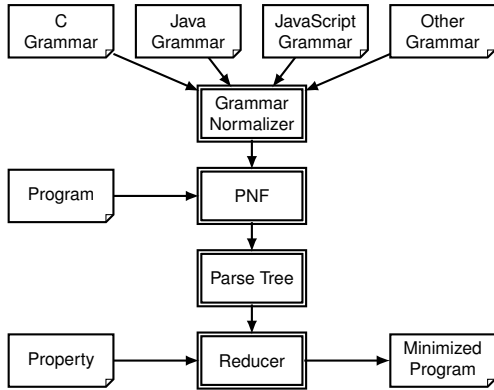 C
Grammar
Java
Grammar
JavaScript
Grammar
Other
Grammar
Grammar
Normalizer
Program
PNF
Parse Tree
Property
Reducer
Minimized
Program